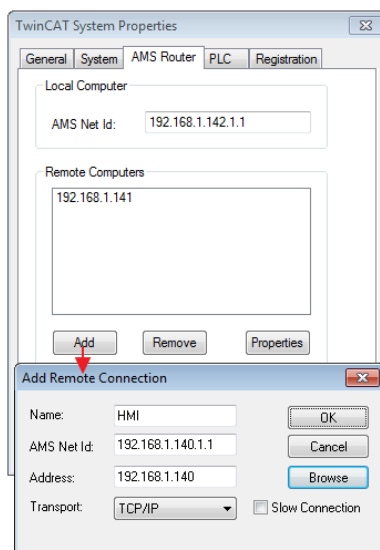 TwinCAT System Properties
General System AMS Router PLC Registration
Local Computer
AMS Net Id: 192.168.1.142.1.1
Remote Computers
192.168.1.141
Add Remove Properties
Add Remote Connection
Name: HMI OK
AMS Net Id: 192.168.1.140.1.1 Cancel
Address: 192.168.1.140 Browse
Transport: TCP/IP Slow Connection